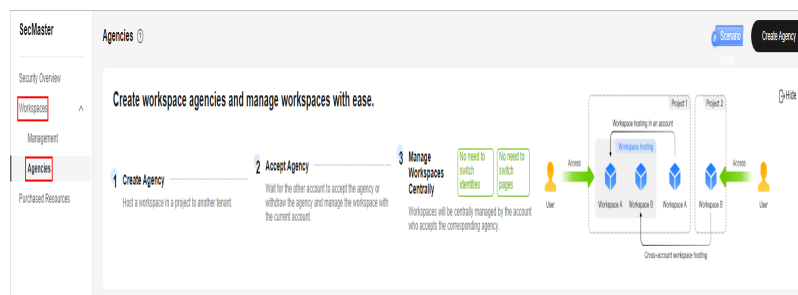 SecMaster
Security Overview
Workspaces
Management
Agencies
Purchased Resources
Agencies
Scenario
Create Agency
Hide
Create workspace agencies and manage workspaces with ease.
1 Create Agency
Host a workspace in a project to another tenant.
2 Accept Agency
Wait for the other account to accept the agency or
withdraw the agency and manage the workspace with
the current account.
3 Manage
Workspaces
Centrally
No need to
switch
identities
No need to
switch
pages
Workspaces will be centrally managed by the account
who accepts the corresponding agency.
Project 1
Project 2
Workspace hosting in an account
Workspace hosting
Access
Access
User
Workspace A
Workspace B
Workspace A
Workspace B
User
Cross-account workspace hosting